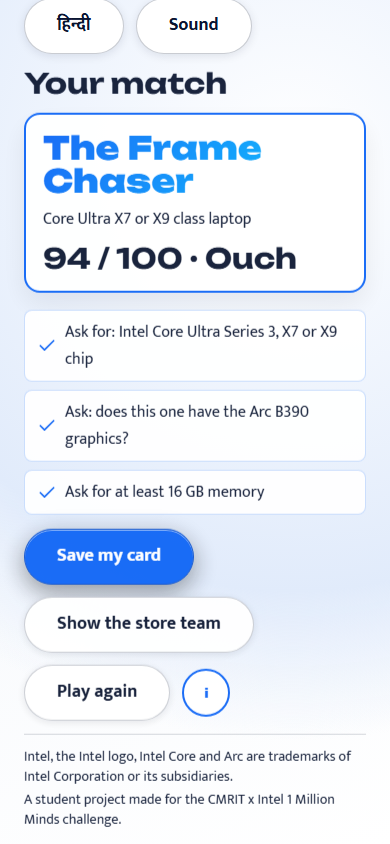 हिन्दी
Sound
Your match
The Frame
Chaser
Core Ultra X7 or X9 class laptop
94 / 100 · Ouch
Ask for: Intel Core Ultra Series 3, X7 or X9
chip
Ask: does this one have the Arc B390
graphics?
Ask for at least 16 GB memory
Save my card
Show the store team
Play again
i
Intel, the Intel logo, Intel Core and Arc are trademarks of
Intel Corporation or its subsidiaries.
A student project made for the CMRIT x Intel 1 Million
Minds challenge.